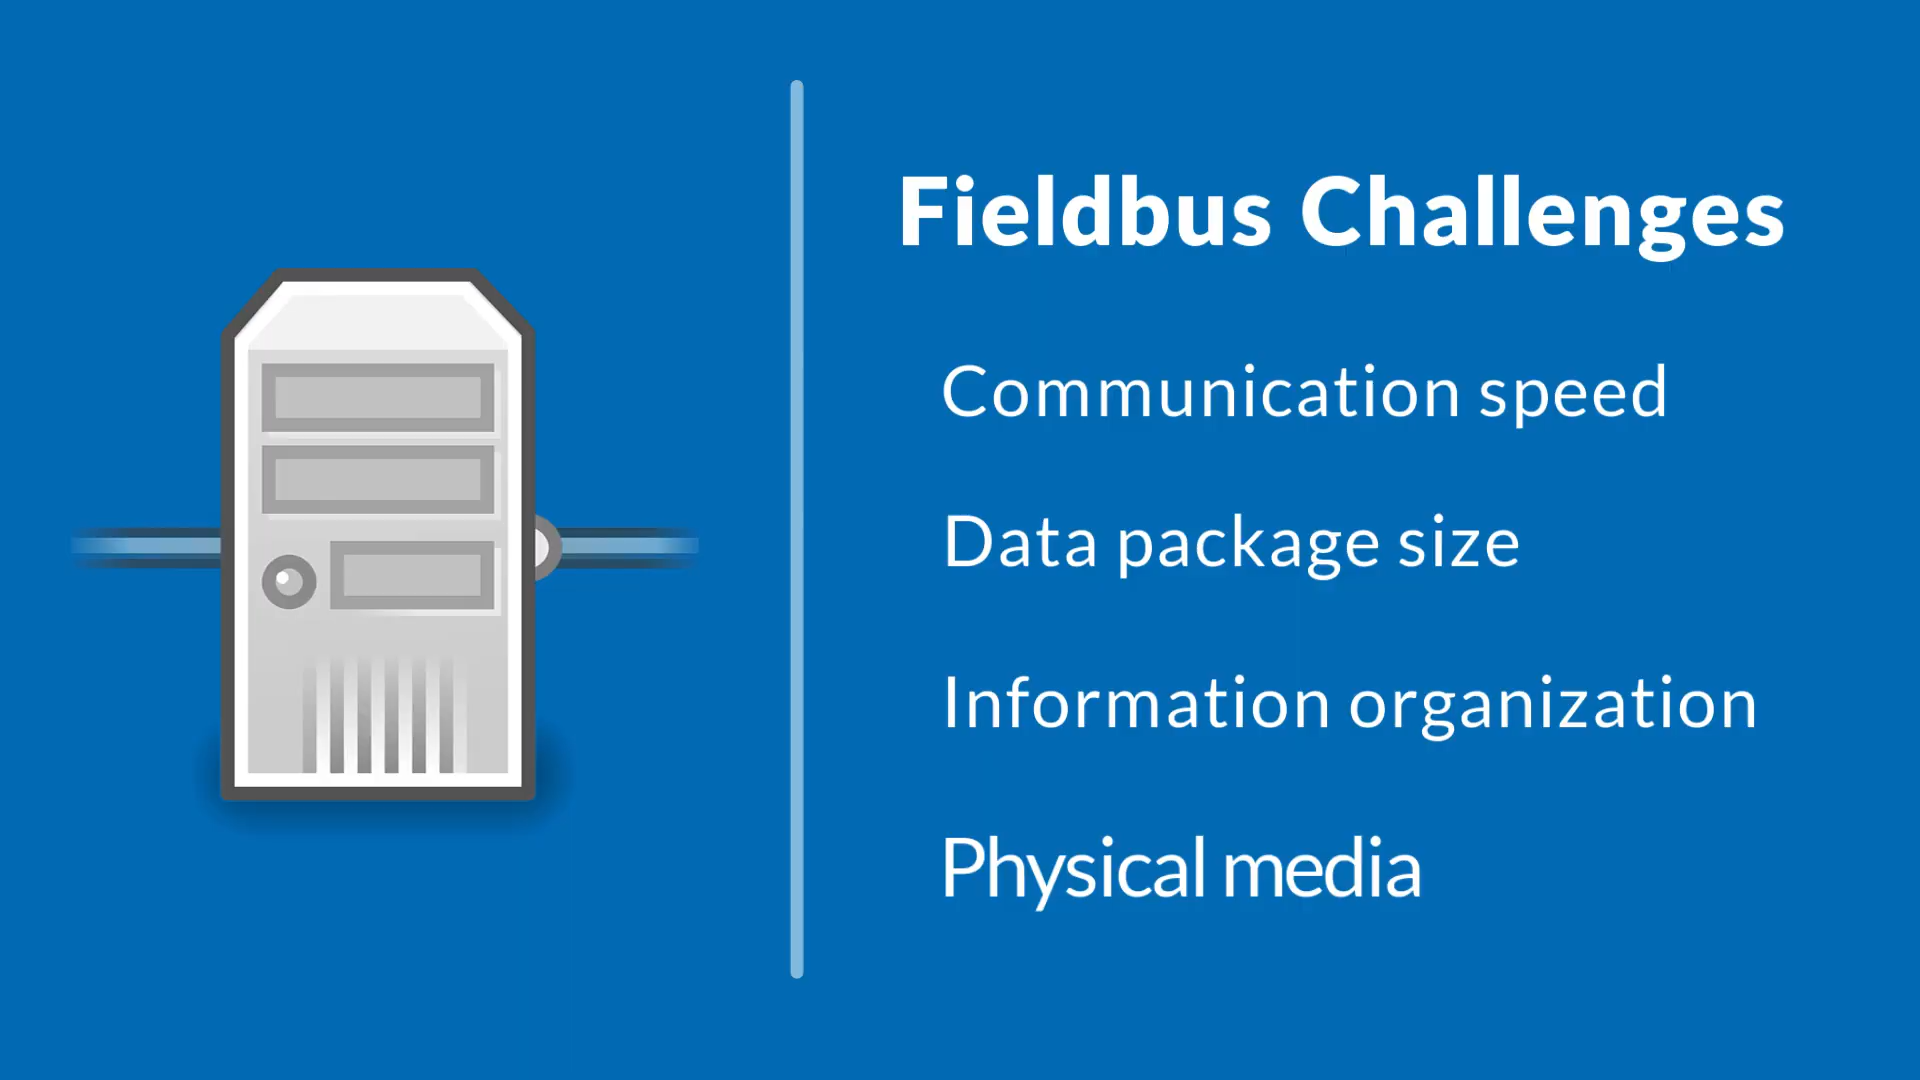 Fieldbus Challenges
Communication speed
Data package size
Information organization
Physical media